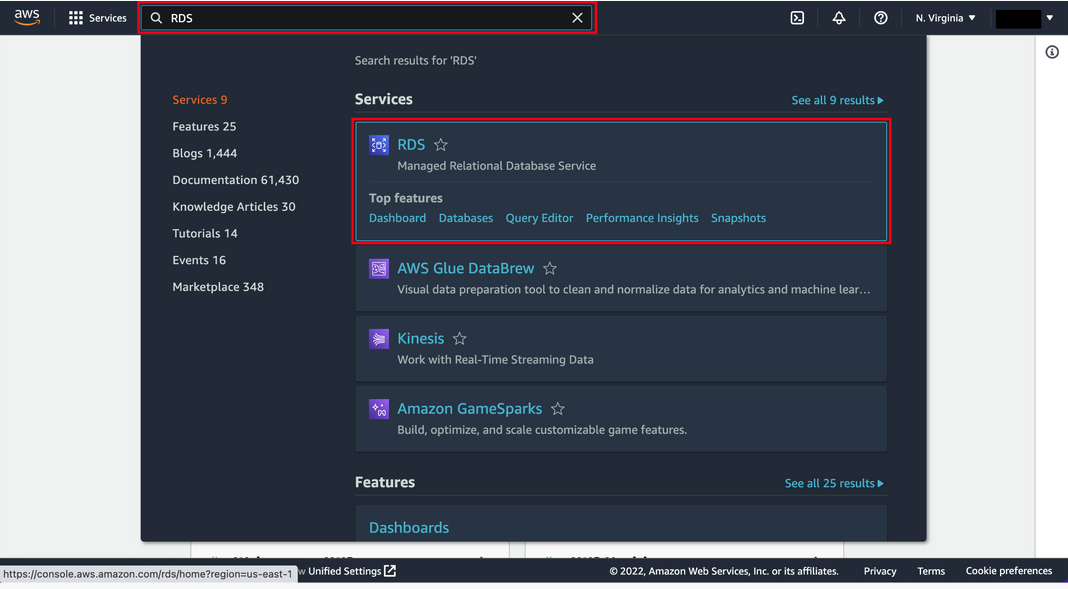 aws
Services
RDS
N. Virginia
Search results for 'RDS'
Services 9
Features 25
Blogs 1,444
Documentation 61,430
Knowledge Articles 30
Tutorials 14
Events 16
Marketplace 348
Services
See all 9 results
RDS
Managed Relational Database Service
Top features
Dashboard Databases Query Editor Performance Insights Snapshots
AWS Glue DataBrew
Visual data preparation tool to clean and normalize data for analytics and machine lear...
Kinesis
Work with Real-Time Streaming Data
Amazon GameSparks
Build, optimize, and scale customizable game features.
Features
See all 25 results
Dashboards
https://console.aws.amazon.com/rds/home?region=us-east-1
w Unified Settings
© 2022, Amazon Web Services, Inc. or its affiliates. Privacy Terms Cookie preferences